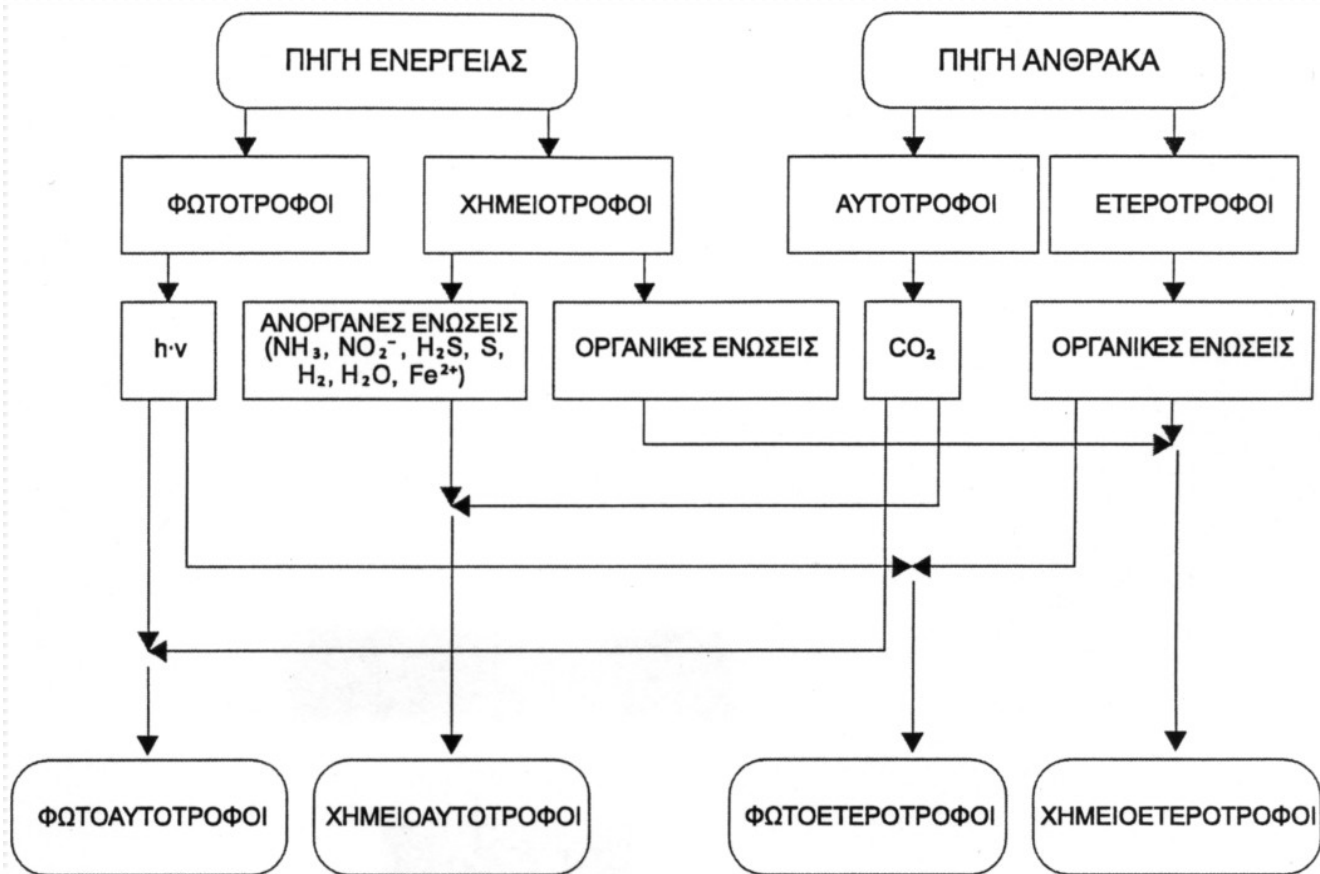 ΠΗΓΗ ΕΝΕΡΓΕΙΑΣ
ΠΗΓΗ ΑΝΘΡΑΚΑ
ΦΩΤΟΤΡΟΦΟΙ
ΧΗΜΕΙΟΤΡΟΦΟΙ
ΑΥΤΟΤΡΟΦΟΙ
ΕΤΕΡΟΤΡΟΦΟΙ
h·ν
ΑΝΟΡΓΑΝΕΣ ΕΝΩΣΕΙΣ
(NH₃, NO₂⁻, H₂S, S,
H₂, H₂O, Fe²⁺)
ΟΡΓΑΝΙΚΕΣ ΕΝΩΣΕΙΣ
CO₂
ΟΡΓΑΝΙΚΕΣ ΕΝΩΣΕΙΣ
ΦΩΤΟΑΥΤΟΤΡΟΦΟΙ
ΧΗΜΕΙΟΑΥΤΟΤΡΟΦΟΙ
ΦΩΤΟΕΤΕΡΟΤΡΟΦΟΙ
ΧΗΜΕΙΟΕΤΕΡΟΤΡΟΦΟΙ